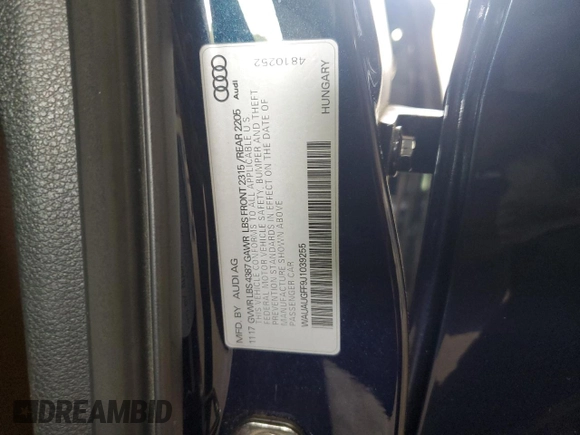 MFD. BY AUDI AG
11 17 GVWR LBS 4387 GAWR LBS FRONT 2315 / REAR 2205
THIS VEHICLE CONFORMS TO ALL APPLICABLE U.S.
FEDERAL MOTOR VEHICLE SAFETY, BUMPER AND THEFT
PREVENTION STANDARDS IN EFFECT ON THE DATE OF
MANUFACTURE SHOWN ABOVE
PASSENGER CAR
WAUAUGFF9J1039255
Audi
4810252
HUNGARY
DREAMBID